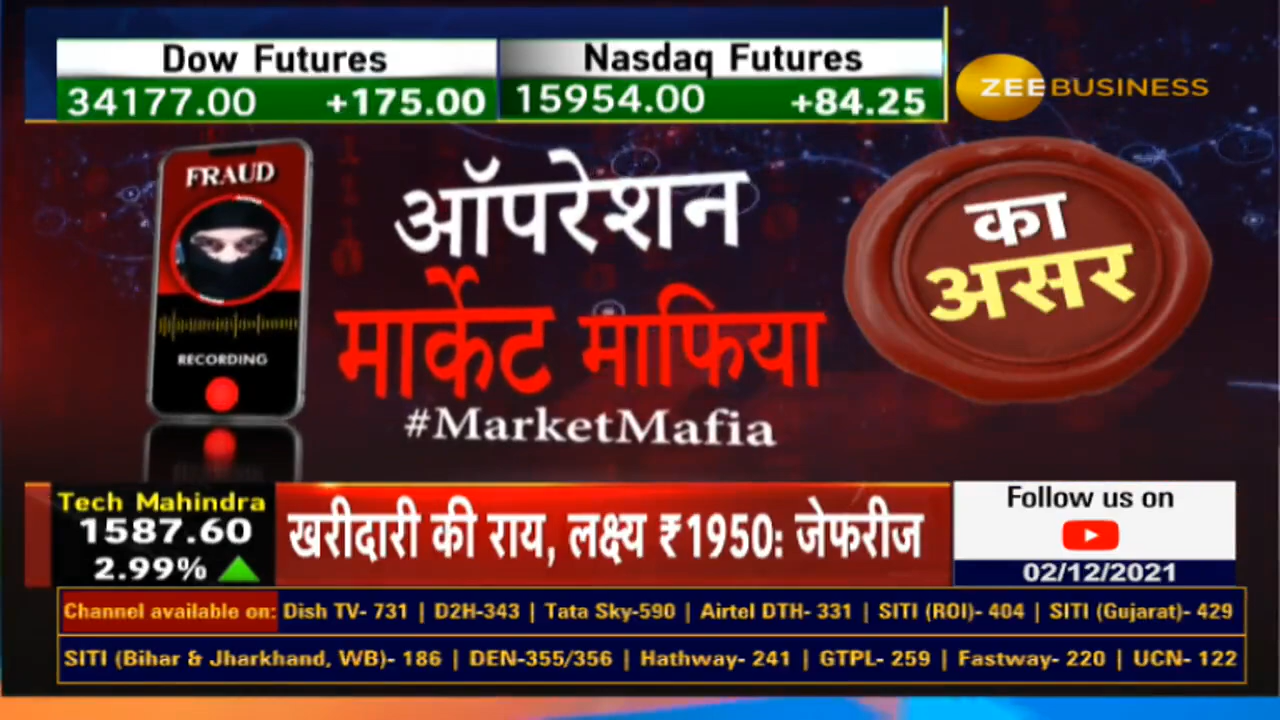 Dow Futures
34177.00 +175.00
Nasdaq Futures
15954.00 +84.25
ZEEBUSINESS
FRAUD
RECORDING
ऑपरेशन
मार्केट माफिया
#MarketMafia
का
असर
Tech Mahindra
1587.60
2.99%
खरीदारी की राय, लक्ष्य ₹1950: जेफरीज
Follow us on
02/12/2021
Channel available on: Dish TV- 731 | D2H-343 | Tata Sky-590 | Airtel DTH- 331 | SITI (ROI)- 404 | SITI (Gujarat)- 429
SITI (Bihar & Jharkhand, WB)- 186 | DEN-355/356 | Hathway- 241 | GTPL- 259 | Fastway- 220 | UCN- 122